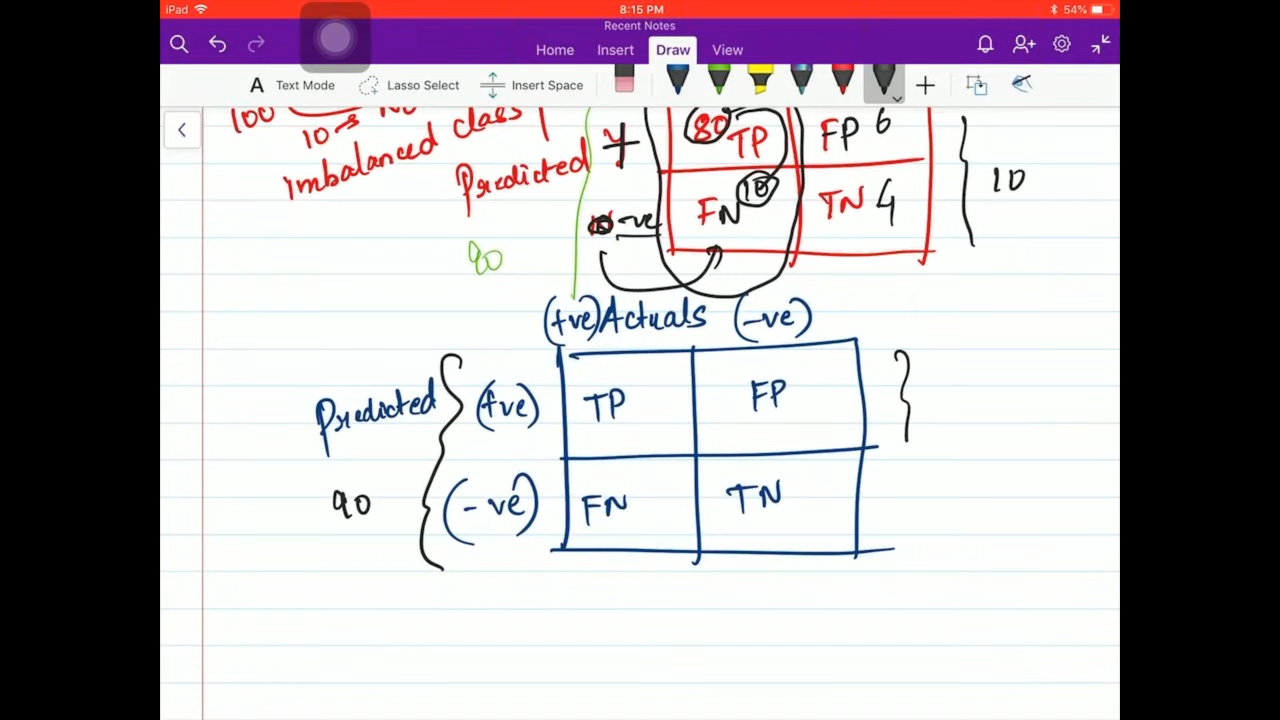 iPad 8:15 PM 54%
Recent Notes
Home Insert Draw View
A Text Mode Lasso Select Insert Space
100
10 → No
imbalanced class
Predicted
80 TP FP 6
FN 10 TN 4
-ve
10
90
(+ve) Actuals (-ve)
Predicted (+ve) TP FP
90 (-ve) FN TN